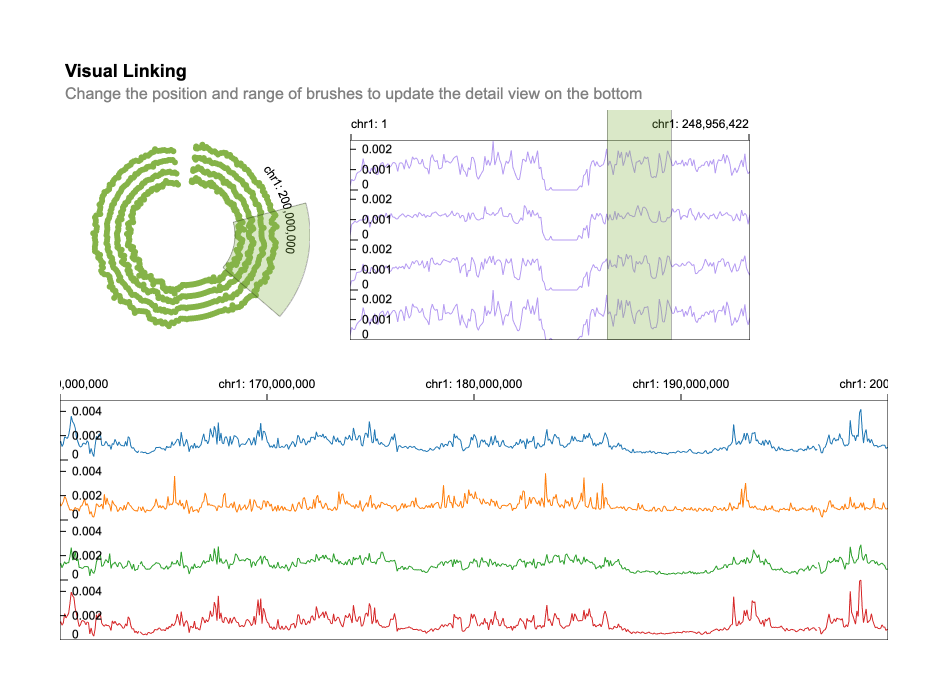 Visual Linking
Change the position and range of brushes to update the detail view on the bottom
chr1: 1
chr1: 248,956,422
chr1: 200,000,000
0.002
0.001
0
0.002
0.001
0
0.002
0.001
0
0.002
0.001
0
0,000,000
chr1: 170,000,000
chr1: 180,000,000
chr1: 190,000,000
chr1: 200
0.004
0.002
0
0.004
0.002
0
0.004
0.002
0
0.004
0.002
0